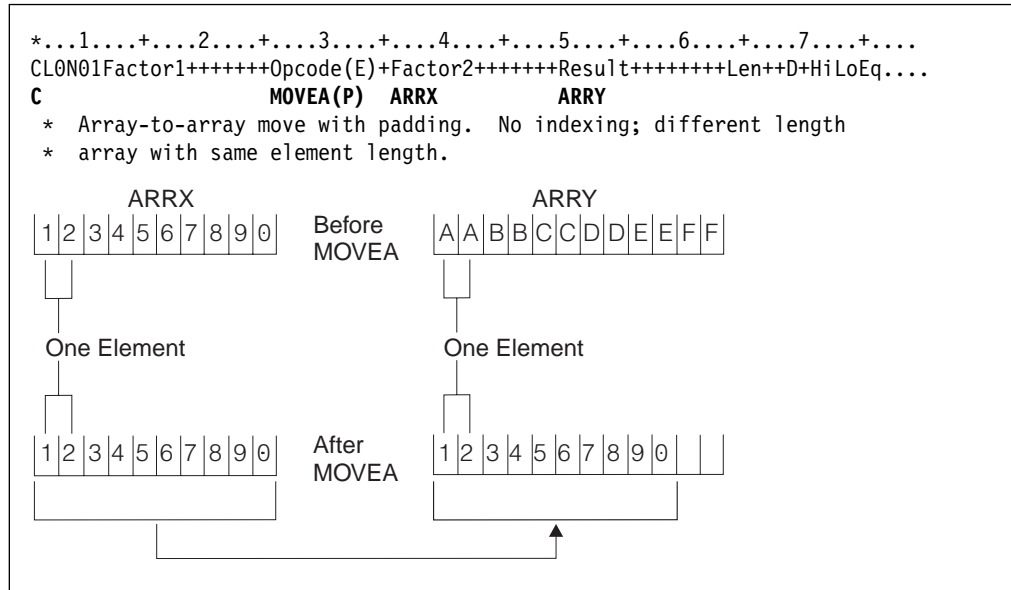 *...1....+....2....+....3....+....4....+....5....+....6....+....7....+....
CL0N01Factor1+++++++Opcode(E)+Factor2+++++++Result++++++++Len++D+HiLoEq....
C                   MOVEA(P)  ARRX          ARRY
 *  Array-to-array move with padding.  No indexing; different length
 *  array with same element length.
ARRX ARRY
1 2 3 4 5 6 7 8 9 0 Before A A B B C C D D E E F F
MOVEA
One Element One Element
1 2 3 4 5 6 7 8 9 0 After 1 2 3 4 5 6 7 8 9 0
MOVEA